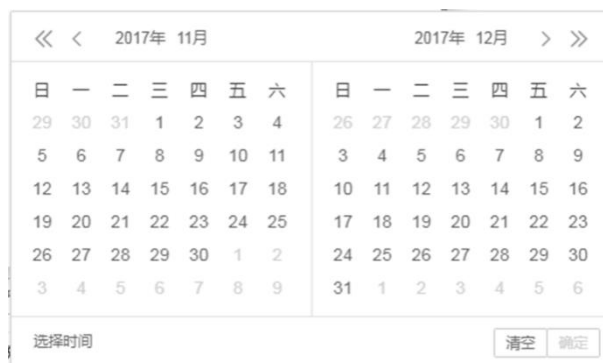 2017年 11月
日 一 二 三 四 五 六
29 30 31 1 2 3 4
5 6 7 8 9 10 11
12 13 14 15 16 17 18
19 20 21 22 23 24 25
26 27 28 29 30 1 2
3 4 5 6 7 8 9
2017年 12月
日 一 二 三 四 五 六
26 27 28 29 30 1 2
3 4 5 6 7 8 9
10 11 12 13 14 15 16
17 18 19 20 21 22 23
24 25 26 27 28 29 30
31 1 2 3 4 5 6
选择时间
清空 确定